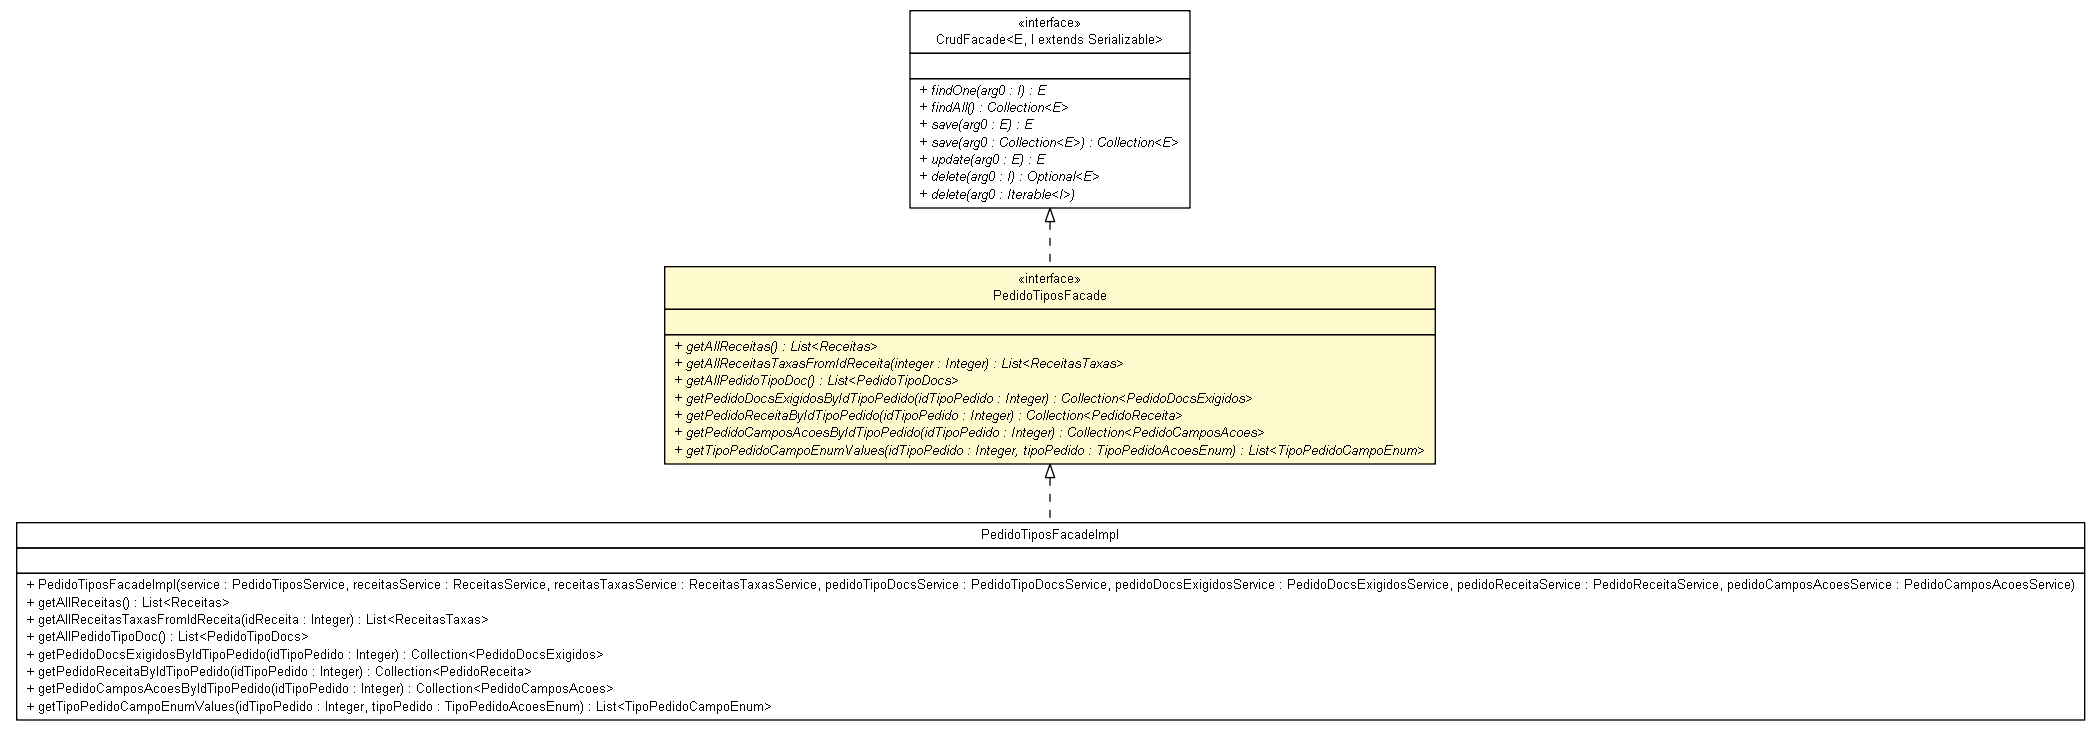 «interface»
CrudFacade<E, I extends Serializable>
+ findOne(arg0 : I) : E
+ findAll() : Collection<E>
+ save(arg0 : E) : E
+ save(arg0 : Collection<E>) : Collection<E>
+ update(arg0 : E) : E
+ delete(arg0 : I) : Optional<E>
+ delete(arg0 : Iterable<I>)
«interface»
PedidoTiposFacade
+ getAllReceitas() : List<Receitas>
+ getAllReceitasTaxasFromIdReceita(integer : Integer) : List<ReceitasTaxas>
+ getAllPedidoTipoDoc() : List<PedidoTipoDocs>
+ getPedidoDocsExigidosByIdTipoPedido(idTipoPedido : Integer) : Collection<PedidoDocsExigidos>
+ getPedidoReceitaByIdTipoPedido(idTipoPedido : Integer) : Collection<PedidoReceita>
+ getPedidoCamposAcoesByIdTipoPedido(idTipoPedido : Integer) : Collection<PedidoCamposAcoes>
+ getTipoPedidoCampoEnumValues(idTipoPedido : Integer, tipoPedido : TipoPedidoAcoesEnum) : List<TipoPedidoCampoEnum>
PedidoTiposFacadeImpl
+ PedidoTiposFacadeImpl(service : PedidoTiposService, receitasService : ReceitasService, receitasTaxasService : ReceitasTaxasService, pedidoTipoDocsService : PedidoTipoDocsService, pedidoDocsExigidosService : PedidoDocsExigidosService, pedidoReceitaService : PedidoReceitaService, pedidoCamposAcoesService : PedidoCamposAcoesService)
+ getAllReceitas() : List<Receitas>
+ getAllReceitasTaxasFromIdReceita(idReceita : Integer) : List<ReceitasTaxas>
+ getAllPedidoTipoDoc() : List<PedidoTipoDocs>
+ getPedidoDocsExigidosByIdTipoPedido(idTipoPedido : Integer) : Collection<PedidoDocsExigidos>
+ getPedidoReceitaByIdTipoPedido(idTipoPedido : Integer) : Collection<PedidoReceita>
+ getPedidoCamposAcoesByIdTipoPedido(idTipoPedido : Integer) : Collection<PedidoCamposAcoes>
+ getTipoPedidoCampoEnumValues(idTipoPedido : Integer, tipoPedido : TipoPedidoAcoesEnum) : List<TipoPedidoCampoEnum>